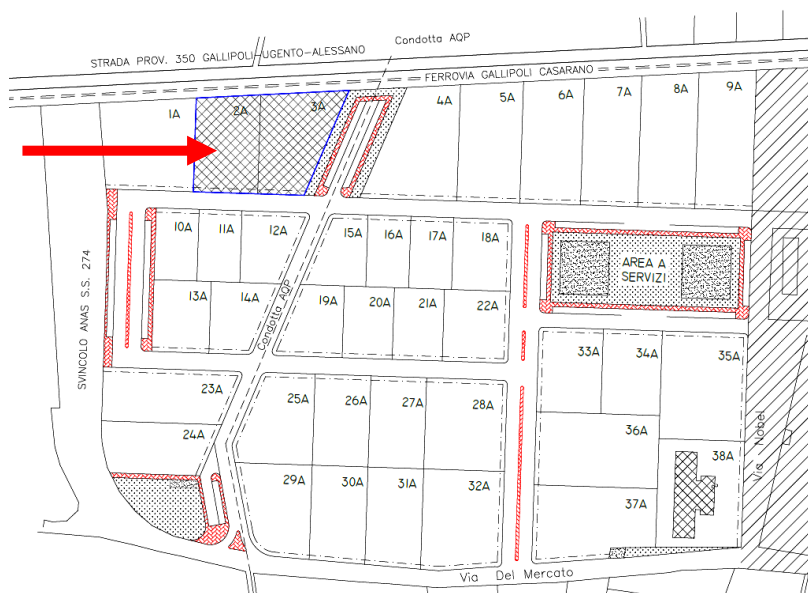 Condotta AQP
STRADA PROV. 350 GALLIPOLI-UGENTO-ALESSANO
FERROVIA GALLIPOLI CASARANO
1A
2A
3A
4A
5A
6A
7A
8A
9A
10A
11A
12A
15A
16A
17A
18A
AREA A
SERVIZI
SVINCOLO ANAS S.S. 274
Condotta AQP
13A
14A
19A
20A
21A
22A
33A
34A
35A
23A
24A
25A
26A
27A
28A
36A
Via Nobel
38A
29A
30A
31A
32A
37A
Via Del Mercato